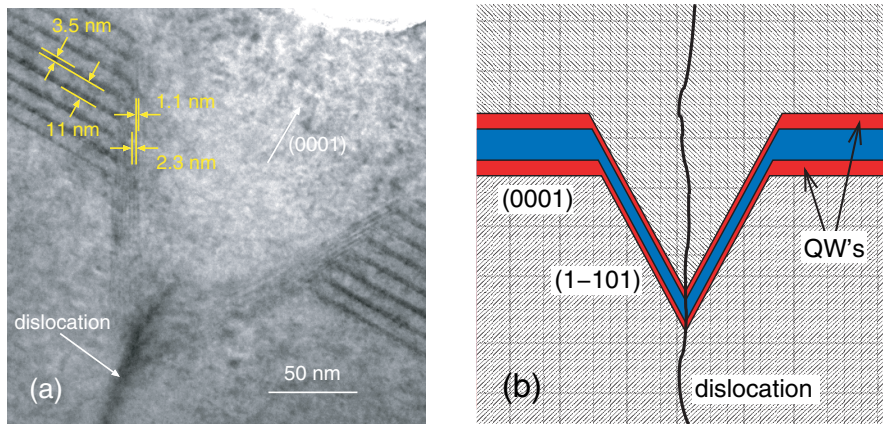 3.5 nm
11 nm
1.1 nm
2.3 nm
(0001)
dislocation
50 nm
(a)
(0001)
QW's
(1−101)
dislocation
(b)